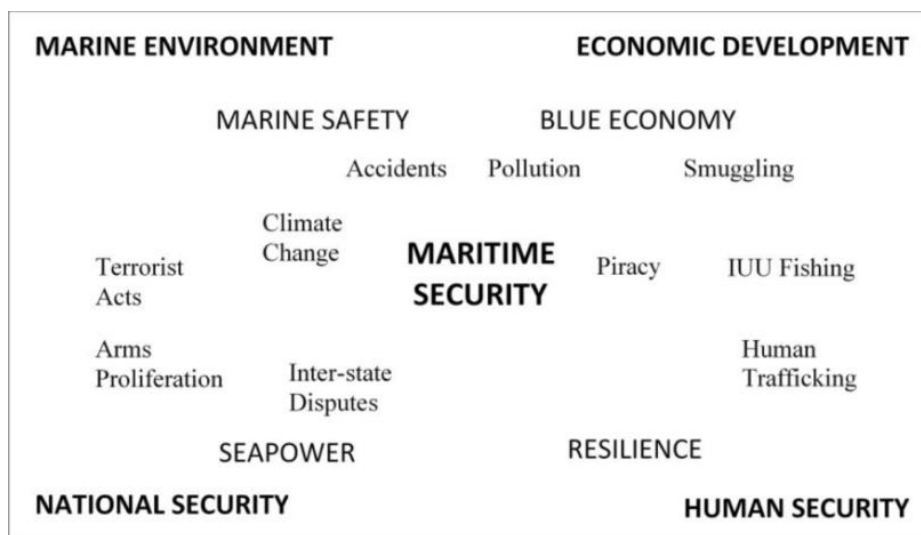 MARINE ENVIRONMENT
ECONOMIC DEVELOPMENT
MARINE SAFETY
BLUE ECONOMY
Accidents
Pollution
Smuggling
Climate
Change
MARITIME
SECURITY
Piracy
IUU Fishing
Terrorist
Acts
Arms
Proliferation
Inter-state
Disputes
Human
Trafficking
SEAPOWER
RESILIENCE
NATIONAL SECURITY
HUMAN SECURITY